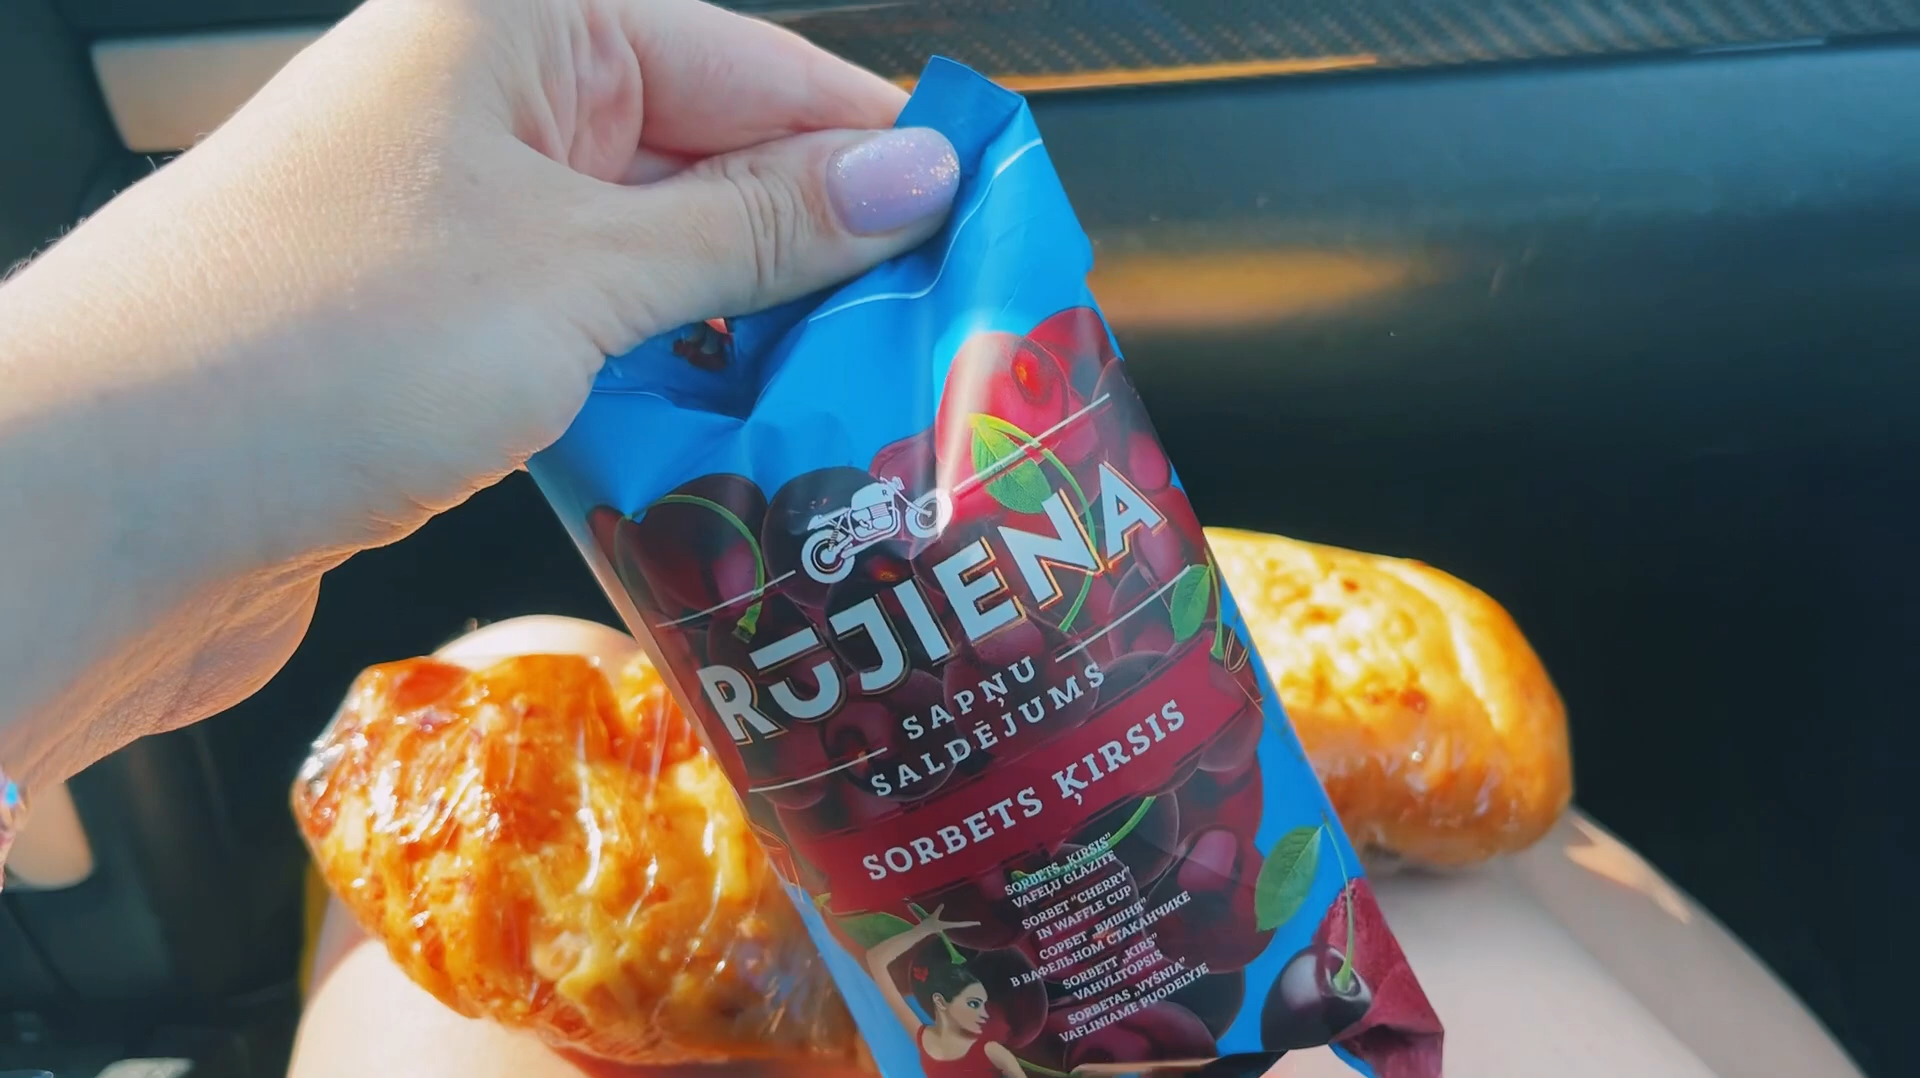 RŪJIENA
SAPŅU
SALDĒJUMS
SORBETS ĶIRSIS
SORBETS „ĶIRSIS”
VAFEĻU GLĀZĪTĒ
SORBET “CHERRY”
IN WAFFLE CUP
СОРБЕТ „ВИШНЯ”
В ВАФЕЛЬНОМ СТАКАНЧИКЕ
SORBETT „KIRS”
VAHVLITOPSIS
SORBETAS „VYŠNIA”
VAFLINIAME PUODELYJE